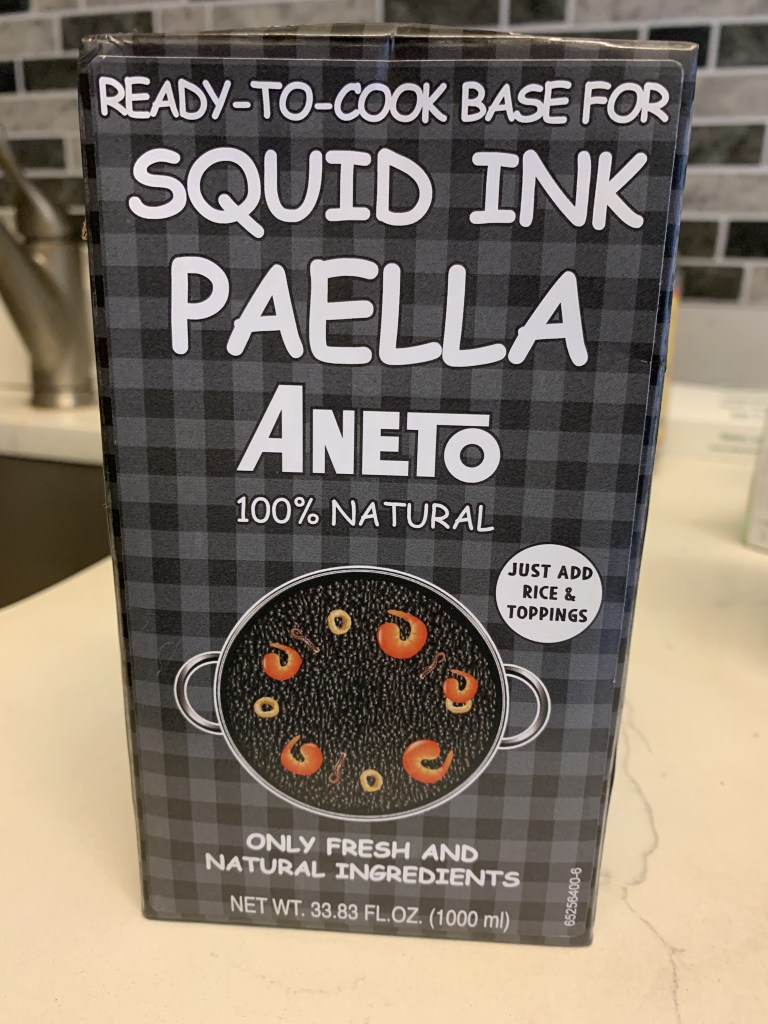 READY-TO-COOK BASE FOR
SQUID INK
PAELLA
ANETO
100% NATURAL
JUST ADD
RICE &
TOPPINGS
ONLY FRESH AND
NATURAL INGREDIENTS
NET WT. 33.83 FL.OZ. (1000 ml)
65256400-6